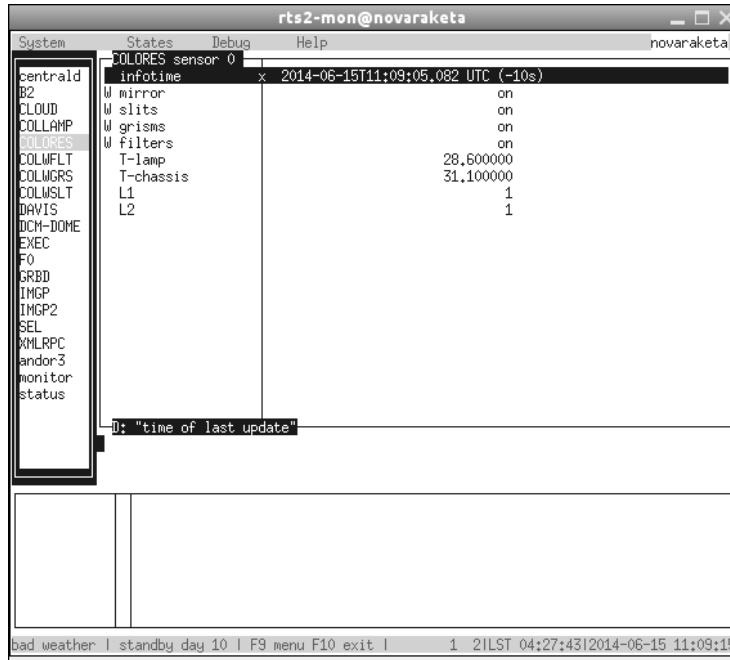 rts2-mon@novaraketa
System States Debug Help novaraketa
COLORES sensor 0
centrald
B2
CLOUD
COLLAMP
COLORES
COLWFLT
COLWGRS
COLWSLT
DAVIS
DCM-DOME
EXEC
F0
GRBD
IMGP
IMGP2
SEL
XMLRPC
andor3
monitor
status
infotime x 2014-06-15T11:09:05.082 UTC (-10s)
W mirror on
W slits on
W grisms on
W filters on
T-lamp 28.600000
T-chassis 31.100000
L1 1
L2 1
D: "time of last update"
bad weather | standby day 10 | F9 menu F10 exit | 1 2|LST 04:27:43|2014-06-15 11:09:15